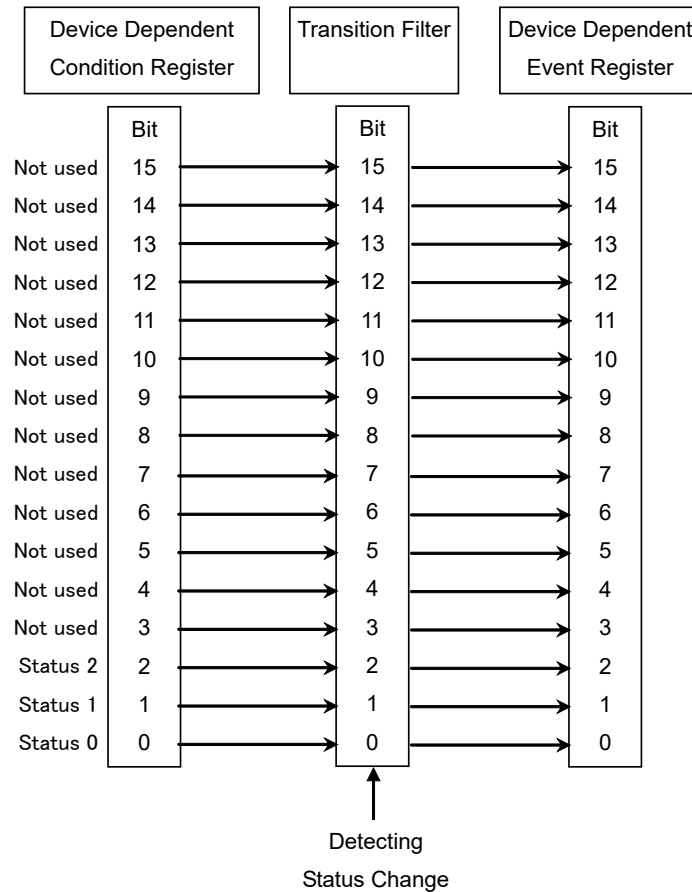 Device Dependent
Condition Register
Transition Filter
Device Dependent
Event Register
Bit Bit Bit
Not used 15 15 15
Not used 14 14 14
Not used 13 13 13
Not used 12 12 12
Not used 11 11 11
Not used 10 10 10
Not used 9 9 9
Not used 8 8 8
Not used 7 7 7
Not used 6 6 6
Not used 5 5 5
Not used 4 4 4
Not used 3 3 3
Status 2 2 2 2
Status 1 1 1 1
Status 0 0 0 0
Detecting
Status Change